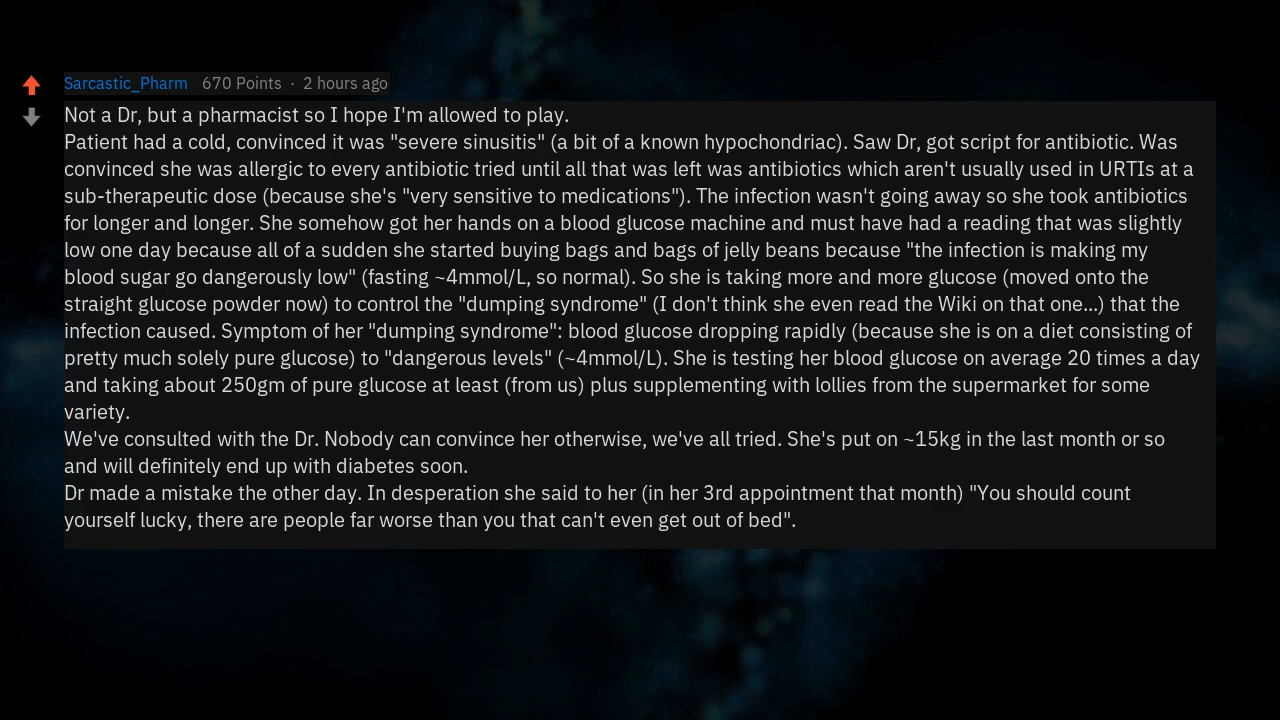 Sarcastic_Pharm 670 Points · 2 hours ago
Not a Dr, but a pharmacist so I hope I'm allowed to play.
Patient had a cold, convinced it was "severe sinusitis" (a bit of a known hypochondriac). Saw Dr, got script for antibiotic. Was
convinced she was allergic to every antibiotic tried until all that was left was antibiotics which aren't usually used in URTIs at a
sub-therapeutic dose (because she's "very sensitive to medications"). The infection wasn't going away so she took antibiotics
for longer and longer. She somehow got her hands on a blood glucose machine and must have had a reading that was slightly
low one day because all of a sudden she started buying bags and bags of jelly beans because "the infection is making my
blood sugar go dangerously low" (fasting ~4mmol/L, so normal). So she is taking more and more glucose (moved onto the
straight glucose powder now) to control the "dumping syndrome" (I don't think she even read the Wiki on that one...) that the
infection caused. Symptom of her "dumping syndrome": blood glucose dropping rapidly (because she is on a diet consisting of
pretty much solely pure glucose) to "dangerous levels" (~4mmol/L). She is testing her blood glucose on average 20 times a day
and taking about 250gm of pure glucose at least (from us) plus supplementing with lollies from the supermarket for some
variety.
We've consulted with the Dr. Nobody can convince her otherwise, we've all tried. She's put on ~15kg in the last month or so
and will definitely end up with diabetes soon.
Dr made a mistake the other day. In desperation she said to her (in her 3rd appointment that month) "You should count
yourself lucky, there are people far worse than you that can't even get out of bed".